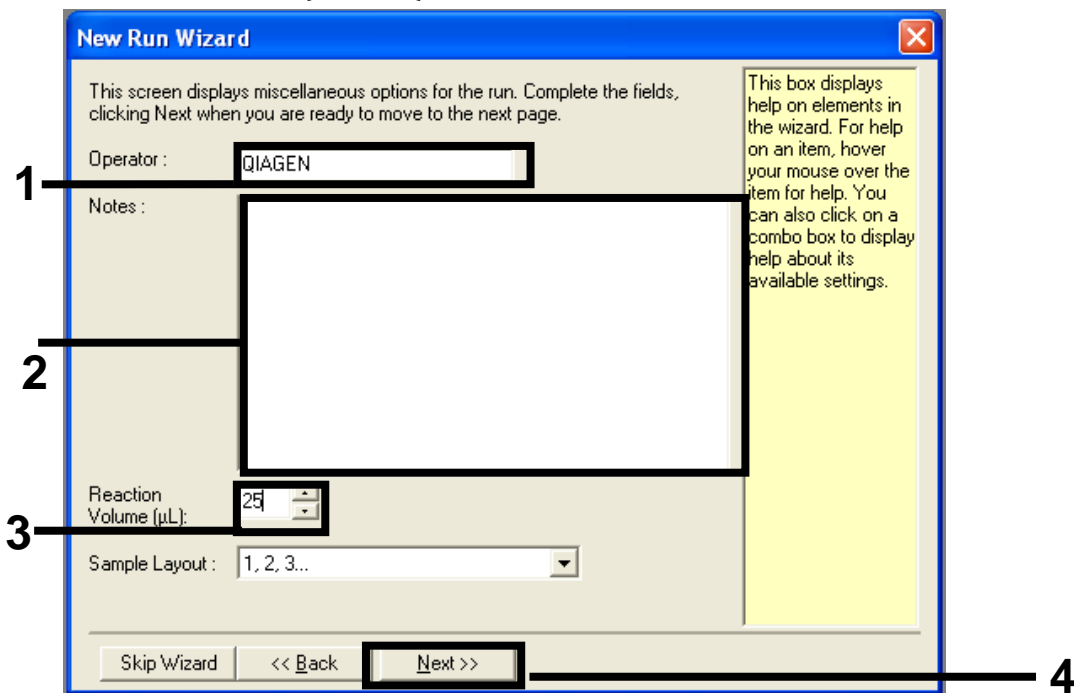 New Run Wizard
This screen displays miscellaneous options for the run. Complete the fields,
clicking Next when you are ready to move to the next page.
This box displays
help on elements in
the wizard. For help
on an item, hover
your mouse over the
item for help. You
can also click on a
combo box to display
help about its
available settings.
1
Operator :
QIAGEN
Notes :
2
Reaction
Volume (µL):
25
3
Sample Layout :
1, 2, 3...
Skip Wizard
<< Back
Next >>
4